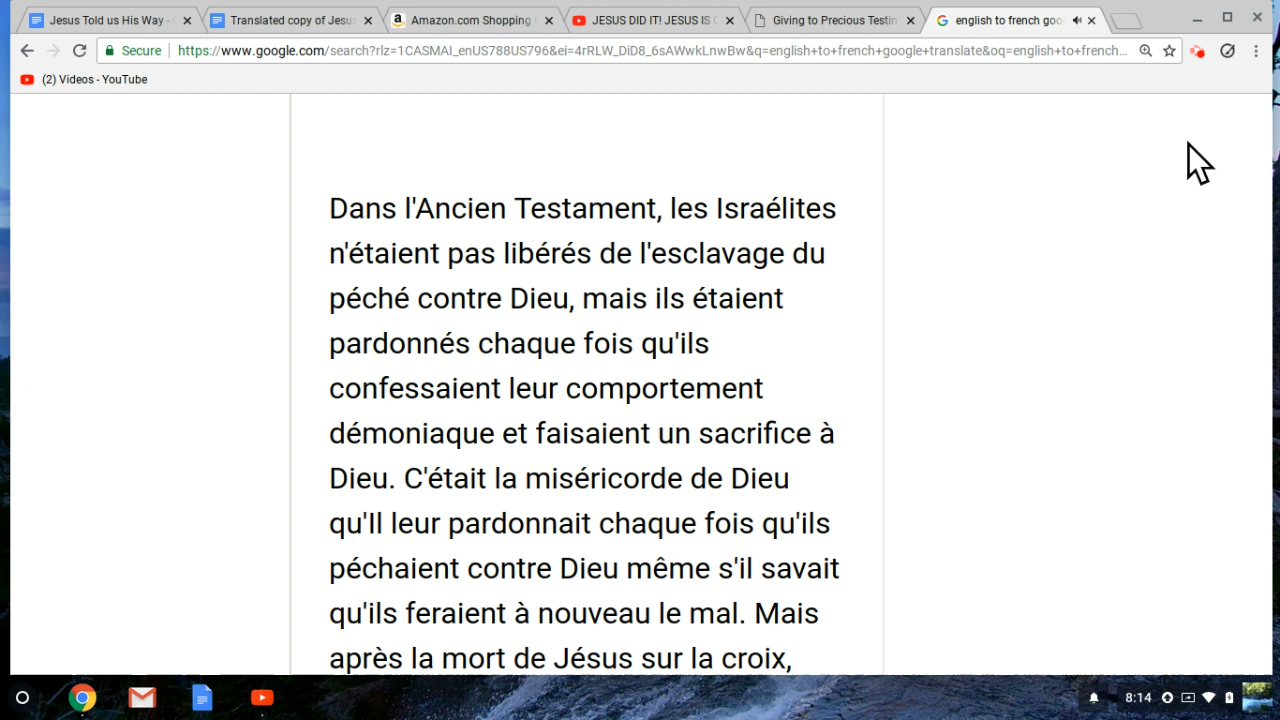 Jesus Told us His Way -
Translated copy of Jesus
Amazon.com Shopping
JESUS DID IT! JESUS IS
Giving to Precious Testim
english to french goo
Secure
https://www.google.com/search?rlz=1CASMAI_enUS788US796&ei=4rRLW_DiD8_6sAWwkLnwBw&q=english+to+french+google+translate&oq=english+to+french...
(2) Videos - YouTube
Dans l'Ancien Testament, les Israélites
n'étaient pas libérés de l'esclavage du
péché contre Dieu, mais ils étaient
pardonnés chaque fois qu'ils
confessaient leur comportement
démoniaque et faisaient un sacrifice à
Dieu. C'était la miséricorde de Dieu
qu'Il leur pardonnait chaque fois qu'ils
péchaient contre Dieu même s'il savait
qu'ils feraient à nouveau le mal. Mais
après la mort de Jésus sur la croix,
8:14